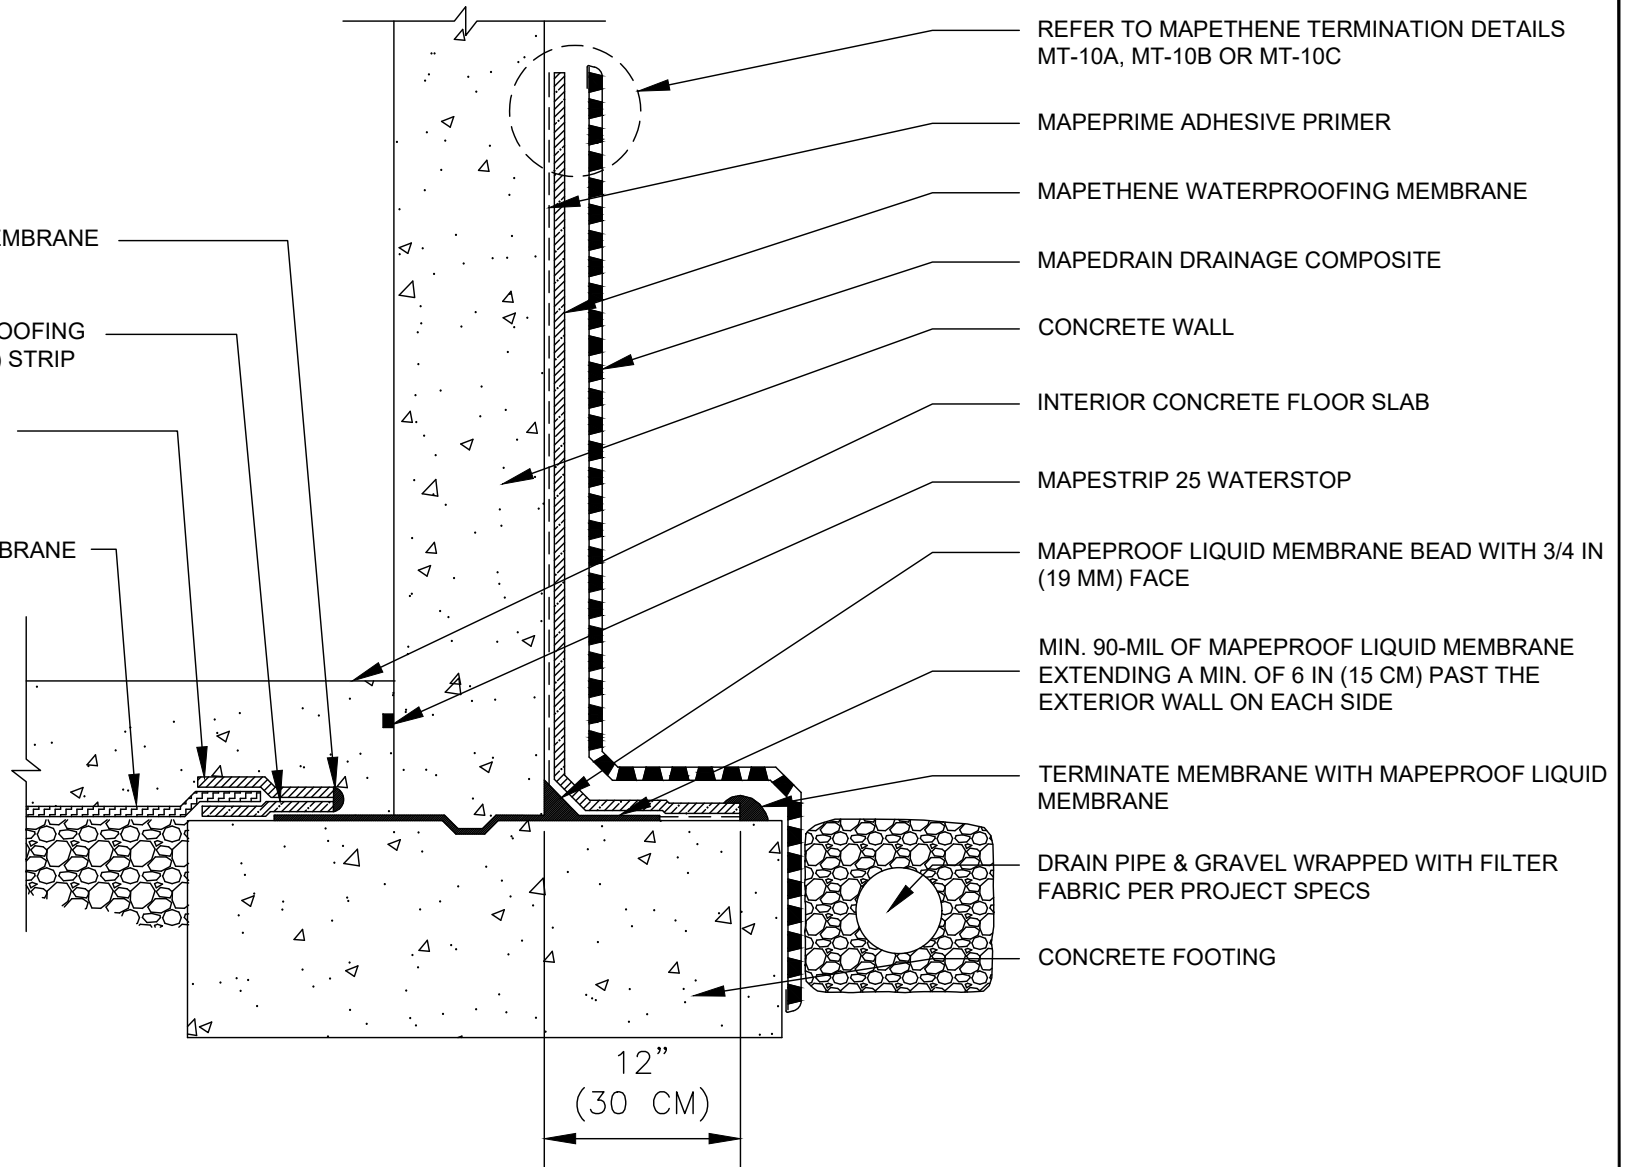 REFER TO MAPETHENE TERMINATION DETAILS
MT-10A, MT-10B OR MT-10C
MAPEPRIME ADHESIVE PRIMER
MAPETHENE WATERPROOFING MEMBRANE
MAPEDRAIN DRAINAGE COMPOSITE
CONCRETE WALL
INTERIOR CONCRETE FLOOR SLAB
MAPESTRIP 25 WATERSTOP
MAPEPROOF LIQUID MEMBRANE BEAD WITH 3/4 IN
(19 MM) FACE
MIN. 90-MIL OF MAPEPROOF LIQUID MEMBRANE
EXTENDING A MIN. OF 6 IN (15 CM) PAST THE
EXTERIOR WALL ON EACH SIDE
TERMINATE MEMBRANE WITH MAPEPROOF LIQUID
MEMBRANE
DRAIN PIPE & GRAVEL WRAPPED WITH FILTER
FABRIC PER PROJECT SPECS
CONCRETE FOOTING
STRIP
12”
(30 CM)